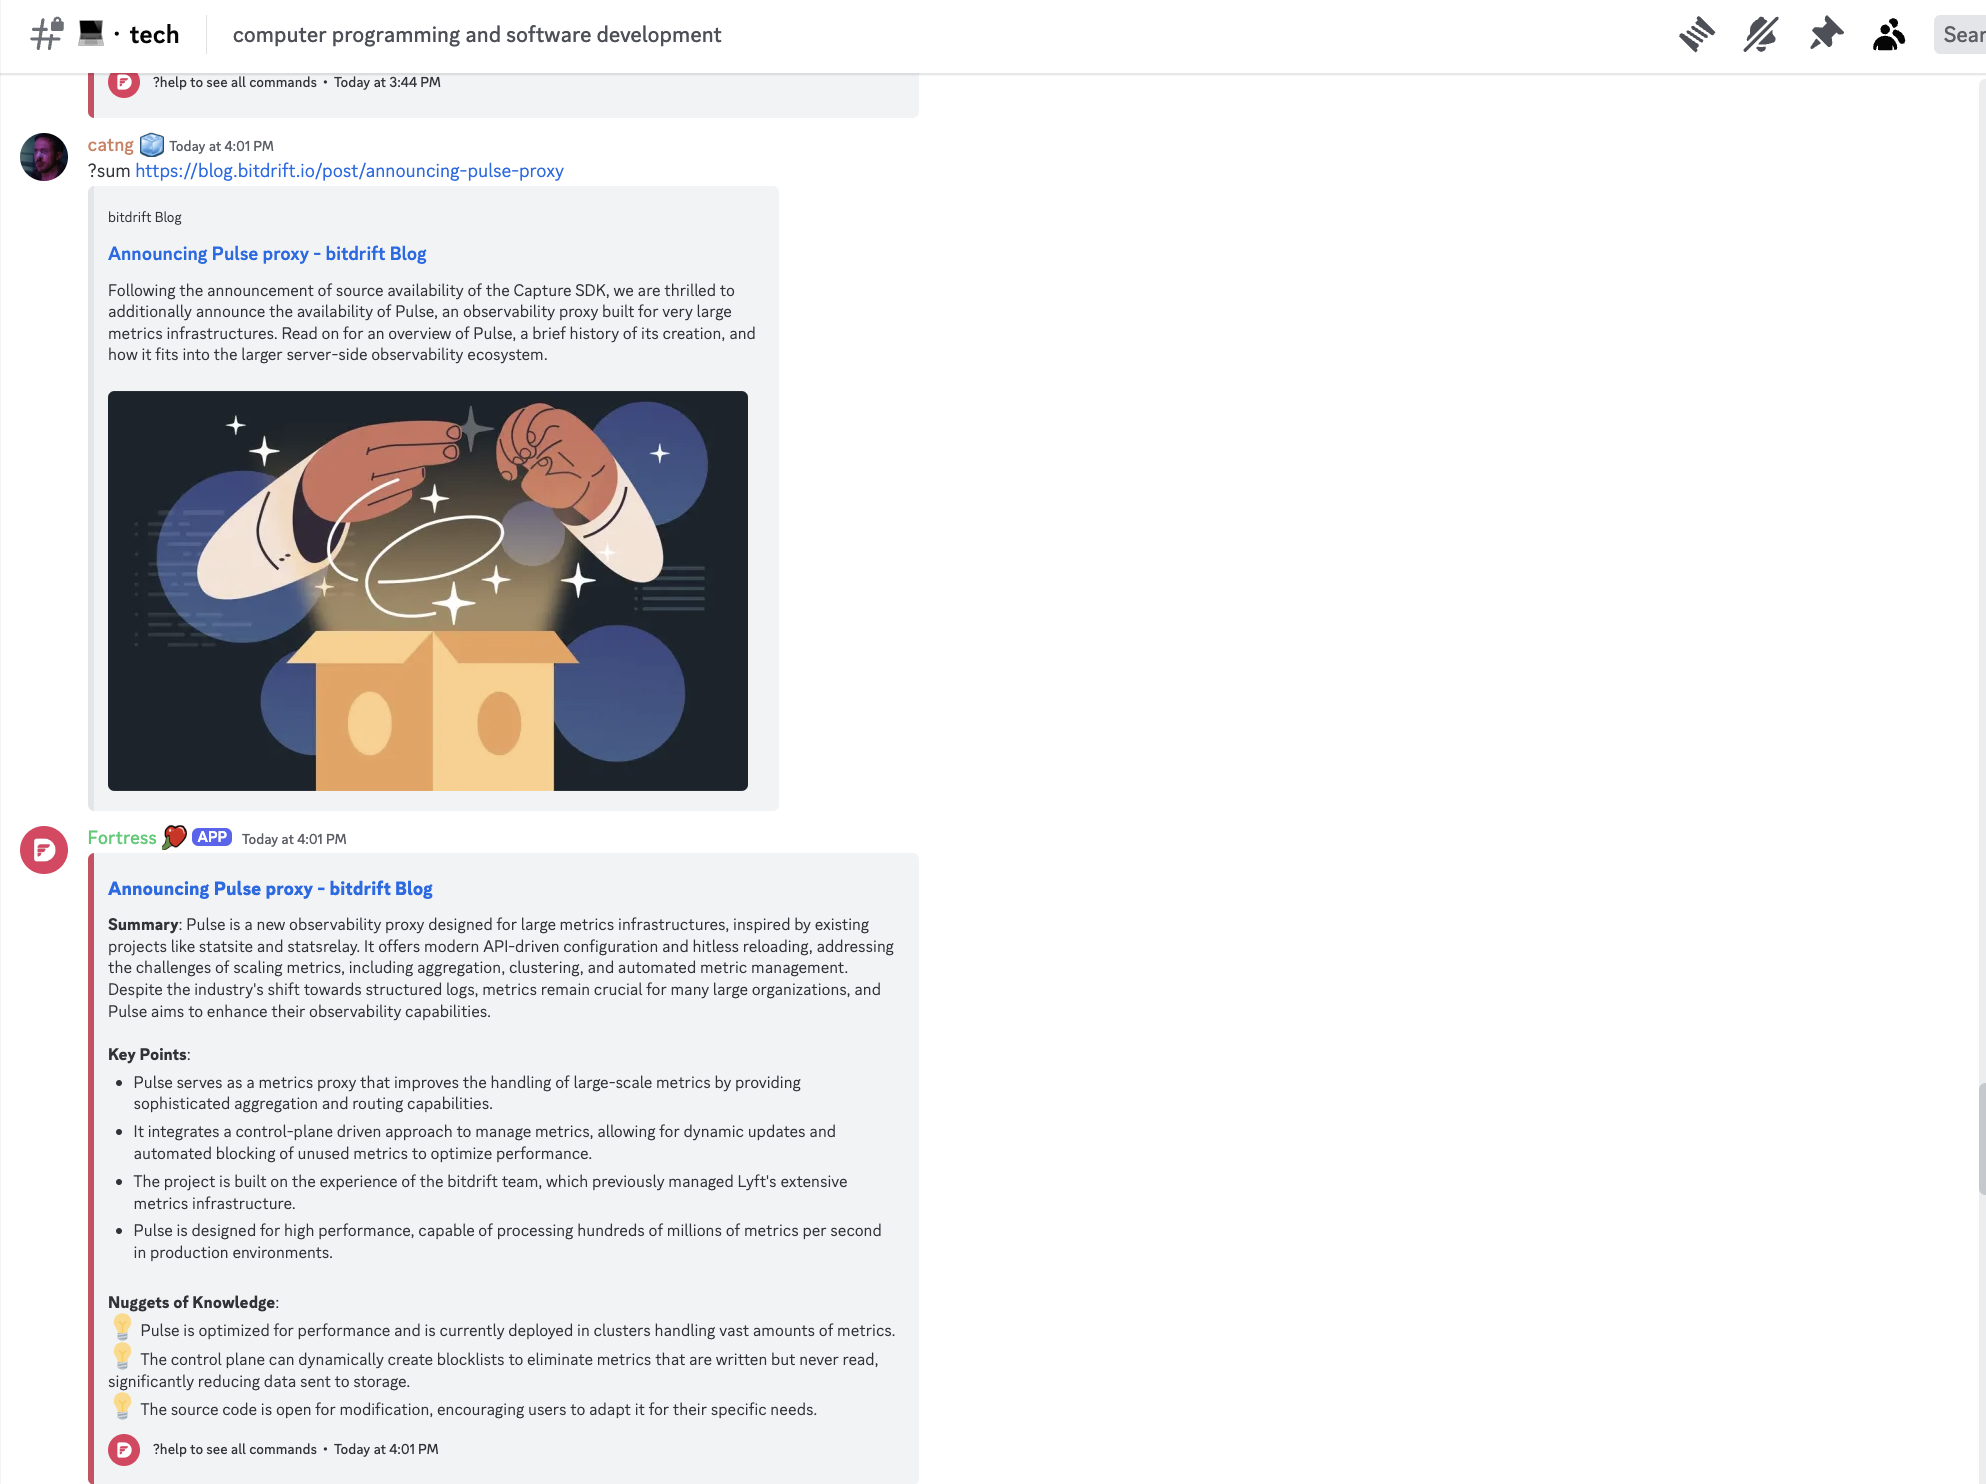 tech
computer programming and software development
Sear
?help to see all commands • Today at 3:44 PM
catng Today at 4:01 PM
?sum https://blog.bitdrift.io/post/announcing-pulse-proxy
bitdrift Blog
Announcing Pulse proxy - bitdrift Blog
Following the announcement of source availability of the Capture SDK, we are thrilled to
additionally announce the availability of Pulse, an observability proxy built for very large
metrics infrastructures. Read on for an overview of Pulse, a brief history of its creation, and
how it fits into the larger server-side observability ecosystem.
Fortress APP Today at 4:01 PM
Announcing Pulse proxy - bitdrift Blog
Summary: Pulse is a new observability proxy designed for large metrics infrastructures, inspired by existing
projects like statsite and statsrelay. It offers modern API-driven configuration and hitless reloading, addressing
the challenges of scaling metrics, including aggregation, clustering, and automated metric management.
Despite the industry's shift towards structured logs, metrics remain crucial for many large organizations, and
Pulse aims to enhance their observability capabilities.
Key Points:
• Pulse serves as a metrics proxy that improves the handling of large-scale metrics by providing
sophisticated aggregation and routing capabilities.
• It integrates a control-plane driven approach to manage metrics, allowing for dynamic updates and
automated blocking of unused metrics to optimize performance.
• The project is built on the experience of the bitdrift team, which previously managed Lyft's extensive
metrics infrastructure.
• Pulse is designed for high performance, capable of processing hundreds of millions of metrics per second
in production environments.
Nuggets of Knowledge:
💡 Pulse is optimized for performance and is currently deployed in clusters handling vast amounts of metrics.
💡 The control plane can dynamically create blocklists to eliminate metrics that are written but never read,
significantly reducing data sent to storage.
💡 The source code is open for modification, encouraging users to adapt it for their specific needs.
?help to see all commands • Today at 4:01 PM